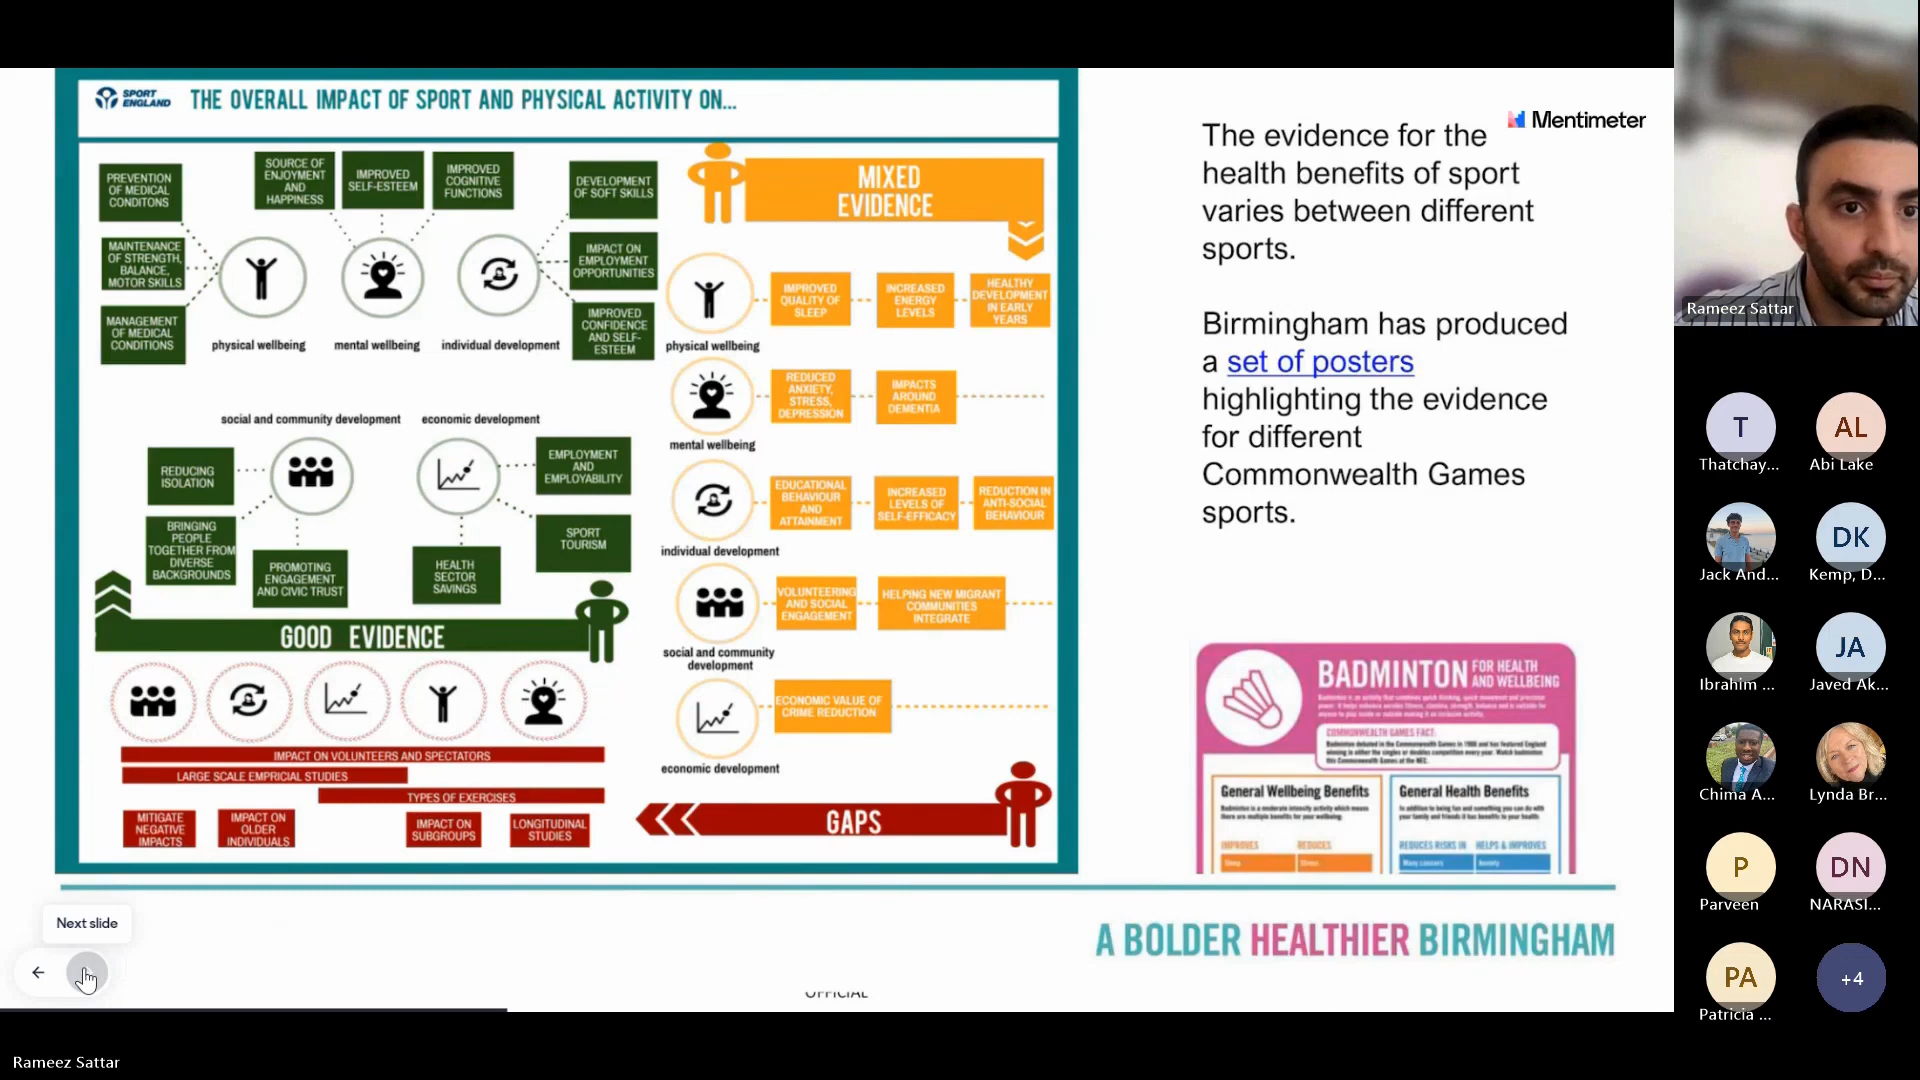 SPORT
ENGLAND
THE OVERALL IMPACT OF SPORT AND PHYSICAL ACTIVITY ON...
PREVENTION
OF MEDICAL
CONDITONS
SOURCE OF
ENJOYMENT
AND
HAPPINESS
IMPROVED
SELF-ESTEEM
IMPROVED
COGNITIVE
FUNCTIONS
DEVELOPMENT
OF SOFT SKILLS
MAINTENANCE
OF STRENGTH,
BALANCE,
MOTOR SKILLS
IMPACT ON
EMPLOYMENT
OPPORTUNITIES
MANAGEMENT
OF MEDICAL
CONDITIONS
IMPROVED
CONFIDENCE
AND SELF-
ESTEEM
physical wellbeing
mental wellbeing
individual development
social and community development
economic development
REDUCING
ISOLATION
EMPLOYMENT
AND
EMPLOYABILITY
BRINGING
PEOPLE
TOGETHER FROM
DIVERSE
BACKGROUNDS
PROMOTING
ENGAGEMENT
AND CIVIC TRUST
HEALTH
SECTOR
SAVINGS
SPORT
TOURISM
GOOD EVIDENCE
MIXED
EVIDENCE
IMPROVED
QUALITY OF
SLEEP
INCREASED
ENERGY
LEVELS
HEALTHY
DEVELOPMENT
IN EARLY
YEARS
physical wellbeing
REDUCED
ANXIETY,
STRESS,
DEPRESSION
IMPACTS
AROUND
DEMENTIA
mental wellbeing
EDUCATIONAL
BEHAVIOUR
AND
ATTAINMENT
INCREASED
LEVELS OF
SELF-EFFICACY
REDUCTION IN
ANTI-SOCIAL
BEHAVIOUR
individual development
VOLUNTEERING
AND SOCIAL
ENGAGEMENT
HELPING NEW MIGRANT
COMMUNITIES
INTEGRATE
social and community
development
ECONOMIC VALUE OF
CRIME REDUCTION
economic development
IMPACT ON VOLUNTEERS AND SPECTATORS
LARGE SCALE EMPRICIAL STUDIES
TYPES OF EXERCISES
MITIGATE
NEGATIVE
IMPACTS
IMPACT ON
OLDER
INDIVIDUALS
IMPACT ON
SUBGROUPS
LONGITUDINAL
STUDIES
GAPS
Mentimeter
The evidence for the
health benefits of sport
varies between different
sports.
Birmingham has produced
a set of posters
highlighting the evidence
for different
Commonwealth Games
sports.
BADMINTON FOR HEALTH
AND WELLBEING
COMMONWEALTH GAMES FACT:
General Wellbeing Benefits
General Health Benefits
IMPROVES
REDUCES
REDUCES RISKS IN
HELPS & IMPROVES
Sleep
Stress
Many cancers
Anxiety
A BOLDER HEALTHIER BIRMINGHAM
Next slide
OFFICIAL
Rameez Sattar
Rameez Sattar
T
Thatchay...
AL
Abi Lake
Jack And...
DK
Kemp, D...
Ibrahim ...
JA
Javed Ak...
Chima A...
Lynda Br...
P
Parveen
DN
NARASI...
PA
Patricia ...
+4